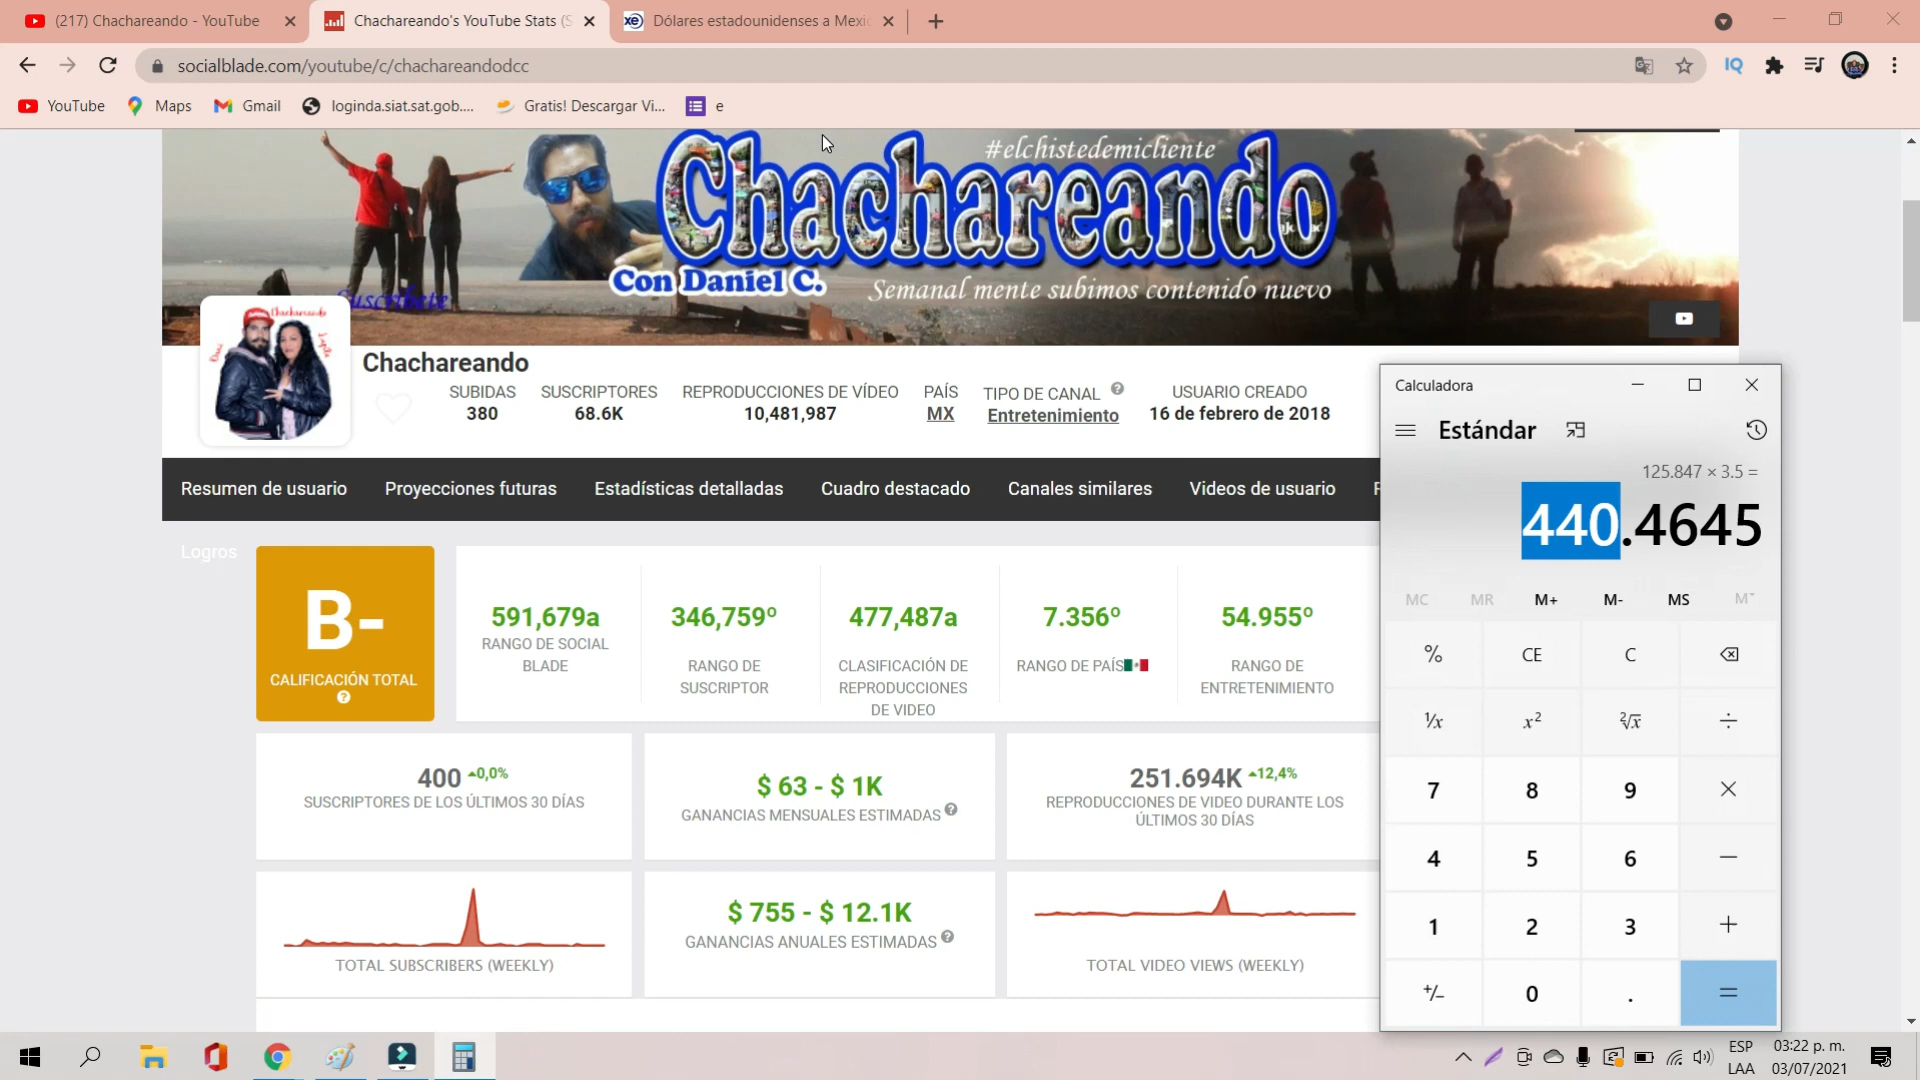 (217) Chachareando - YouTube
Chachareando's YouTube Stats (S
Dólares estadounidenses a Mexic
socialblade.com/youtube/c/chachareandodcc
YouTube
Maps
Gmail
loginda.siat.sat.gob....
Gratis! Descargar Vi...
e
#elchistedemicliente
Chachareando
Con Daniel C.
Semanal mente subimos contenido nuevo
Suscribete
Chachareando
Chachareando
SUBIDAS
380
SUSCRIPTORES
68.6K
REPRODUCCIONES DE VÍDEO
10,481,987
PAÍS
MX
TIPO DE CANAL
Entretenimiento
USUARIO CREADO
16 de febrero de 2018
Resumen de usuario
Proyecciones futuras
Estadísticas detalladas
Cuadro destacado
Canales similares
Videos de usuario
Logros
B-
CALIFICACIÓN TOTAL
591,679a
RANGO DE SOCIAL
BLADE
346,759º
RANGO DE
SUSCRIPTOR
477,487a
CLASIFICACIÓN DE
REPRODUCCIONES
DE VIDEO
7.356º
RANGO DE PAÍS
54.955º
RANGO DE
ENTRETENIMIENTO
400 0,0%
SUSCRIPTORES DE LOS ÚLTIMOS 30 DÍAS
$ 63 - $ 1K
GANANCIAS MENSUALES ESTIMADAS
251.694K 12,4%
REPRODUCCIONES DE VIDEO DURANTE LOS
ÚLTIMOS 30 DÍAS
TOTAL SUBSCRIBERS (WEEKLY)
$ 755 - $ 12.1K
GANANCIAS ANUALES ESTIMADAS
TOTAL VIDEO VIEWS (WEEKLY)
Calculadora
Estándar
125.847 × 3.5 =
440.4645
MC MR M+ M- MS M
% CE C
¹/x x² ²√x ÷
7 8 9 ×
4 5 6 −
1 2 3 +
+/− 0 . =
ESP
LAA
03:22 p. m.
03/07/2021